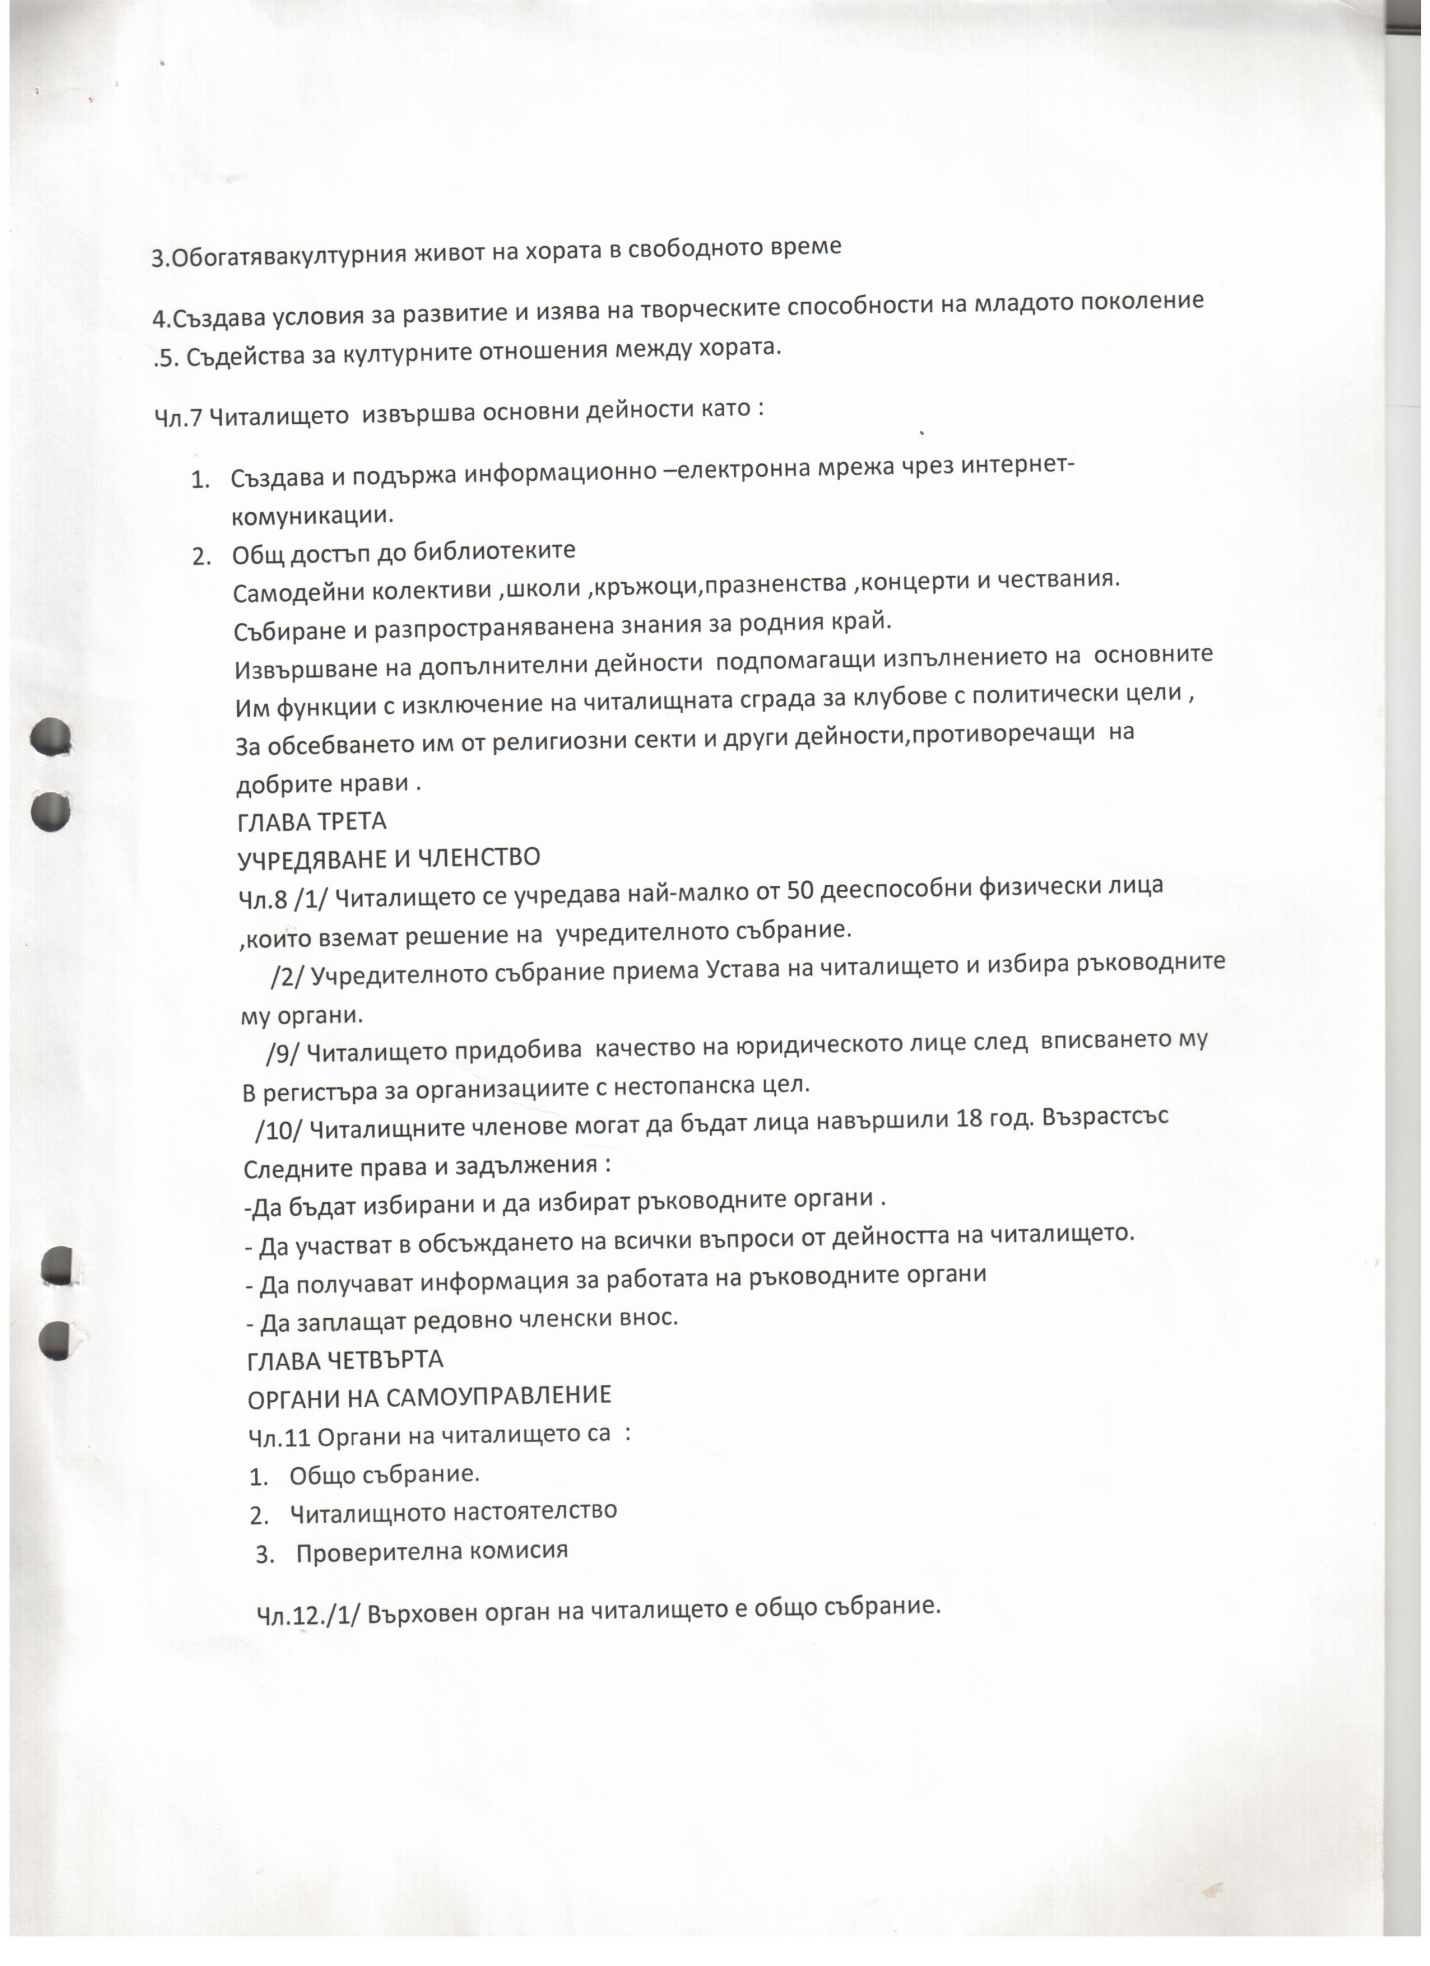 3.Обогатявакултурния живот на хората в свободното време
4.Създава условия за развитие и изява на творческите способности на младото поколение
.5. Съдейства за културните отношения между хората.
Чл.7 Читалището  извършва основни дейности като :
1. Създава и подържа информационно –електронна мрежа чрез интернет-
комуникации.
2. Общ достъп до библиотеките
Самодейни колективи ,школи ,кръжоци,празненства ,концерти и чествания.
Събиране и разпространяванена знания за родния край.
Извършване на допълнителни дейности  подпомагащи изпълнението на  основните
Им функции с изключение на читалищната сграда за клубове с политически цели ,
За обсебването им от религиозни секти и други дейности,противоречащи  на
добрите нрави .
ГЛАВА ТРЕТА
УЧРЕДЯВАНЕ И ЧЛЕНСТВО
Чл.8 /1/ Читалището се учредава най-малко от 50 дееспособни физически лица
,които вземат решение на  учредителното събрание.
/2/ Учредителното събрание приема Устава на читалището и избира ръководните
му органи.
/9/ Читалището придобива  качество на юридическото лице след  вписването му
В регистъра за организациите с нестопанска цел.
/10/ Читалищните членове могат да бъдат лица навършили 18 год. Възрастсъс
Следните права и задължения :
-Да бъдат избирани и да избират ръководните органи .
- Да участват в обсъждането на всички въпроси от дейността на читалището.
- Да получават информация за работата на ръководните органи
- Да заплащат редовно членски внос.
ГЛАВА ЧЕТВЪРТА
ОРГАНИ НА САМОУПРАВЛЕНИЕ
Чл.11 Органи на читалището са  :
1. Общо събрание.
2. Читалищното настоятелство
3. Проверителна комисия
Чл.12./1/ Върховен орган на читалището е общо събрание.